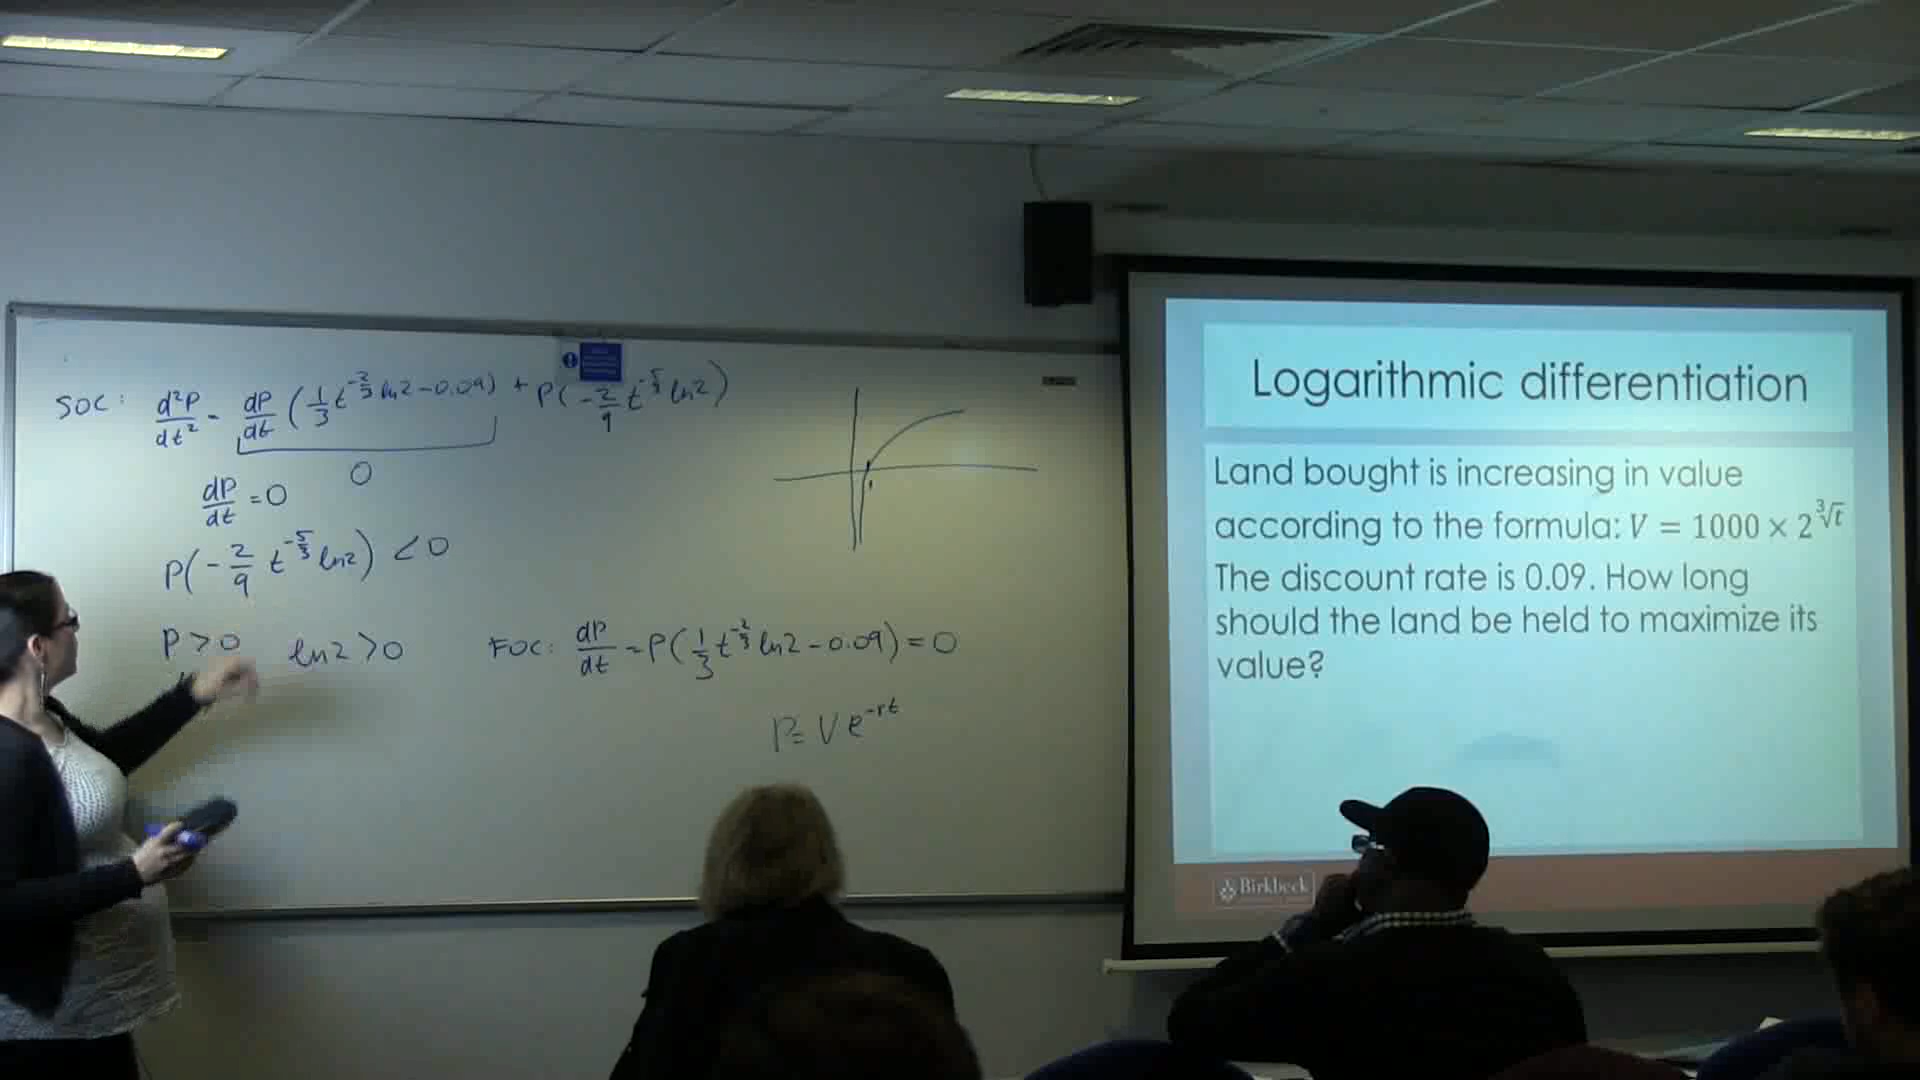 SOC: d²P/dt² = dP/dt (1/3 t^-2/3 ln2 - 0.09) + P(-2/9 t^-5/3 ln2)
0
dP/dt = 0
P(-2/9 t^-5/3 ln2) < 0
P > 0 ln2 > 0
FOC: dP/dt = P(1/3 t^-2/3 ln2 - 0.09) = 0
P = Ve^-rt
Logarithmic differentiation
Land bought is increasing in value
according to the formula: V = 1000 × 2^∛t
The discount rate is 0.09. How long
should the land be held to maximize its
value?
Birkbeck